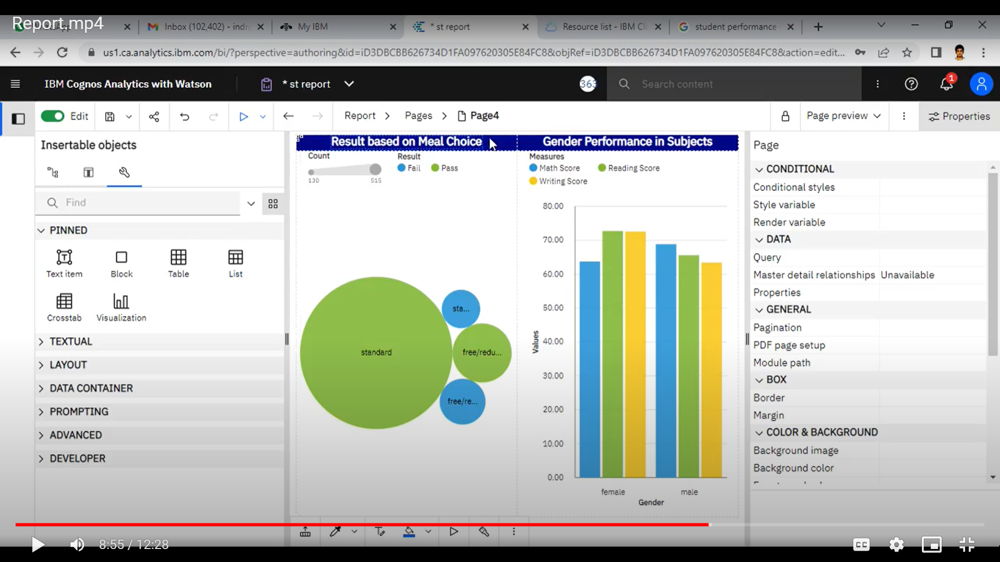 Report.mp4
Inbox (102,402) - indra
My IBM
* st report
Resource list - IBM Clo
student performance
us1.ca.analytics.ibm.com/bi/?perspective=authoring&id=iD3DBCBB626734D1FA097620305E84FC8&objRef=iD3DBCBB626734D1FA097620305E84FC8&action=edit...
IBM Cognos Analytics with Watson
* st report
363
Search content
1
Edit
Report
Pages
Page4
Page preview
Properties
Insertable objects
Find
PINNED
Text item
Block
Table
List
Crosstab
Visualization
TEXTUAL
LAYOUT
DATA CONTAINER
PROMPTING
ADVANCED
DEVELOPER
Result based on Meal Choice
Count
130
515
Result
Fail
Pass
standard
sta...
free/redu...
free/re...
Gender Performance in Subjects
Measures
Math Score
Reading Score
Writing Score
Values
80.00
70.00
60.00
50.00
40.00
30.00
20.00
10.00
0.00
female
male
Gender
Page
CONDITIONAL
Conditional styles
Style variable
Render variable
DATA
Query
Master detail relationships Unavailable
Properties
GENERAL
Pagination
PDF page setup
Module path
BOX
Border
Margin
COLOR & BACKGROUND
Background image
Background color
8:55 / 12:28
CC